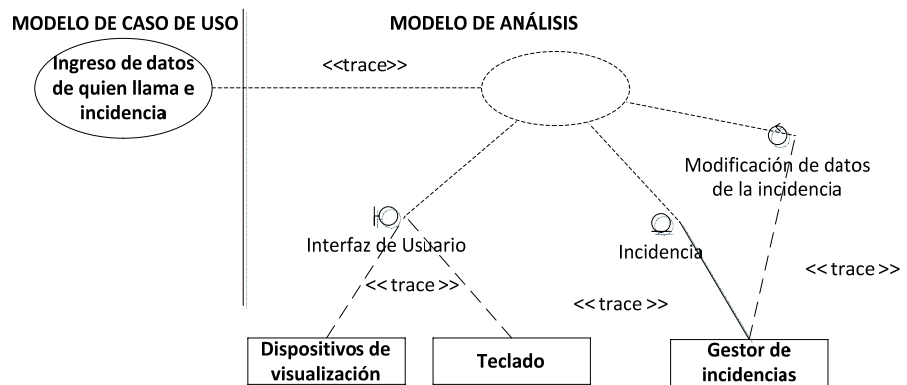 MODELO DE CASO DE USO
MODELO DE ANÁLISIS
Ingreso de datos
de quien llama e
incidencia
<<trace>>
Modificación de datos
de la incidencia
Interfaz de Usuario
Incidencia
<< trace >>
<< trace >>
<< trace >>
Dispositivos de
visualización
Teclado
Gestor de
incidencias